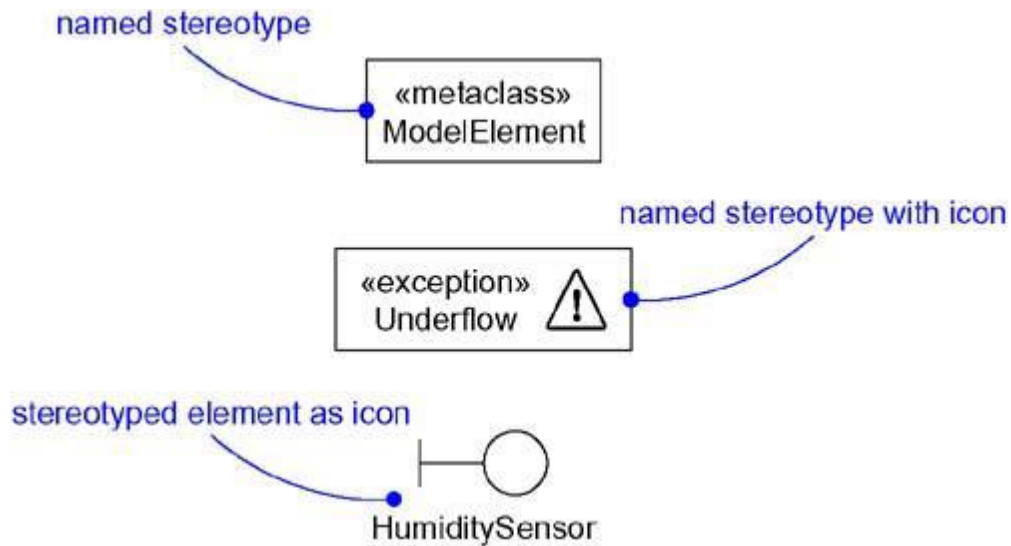 named stereotype
«metaclass»
ModelElement
named stereotype with icon
«exception»
Underflow
!
stereotyped element as icon
HumiditySensor